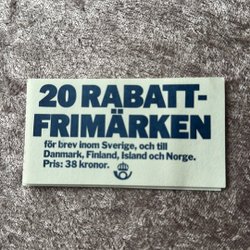 20 RABATT-
FRIMÄRKEN
för brev inom Sverige, och till
Danmark, Finland, Island och Norge.
Pris: 38 kronor.